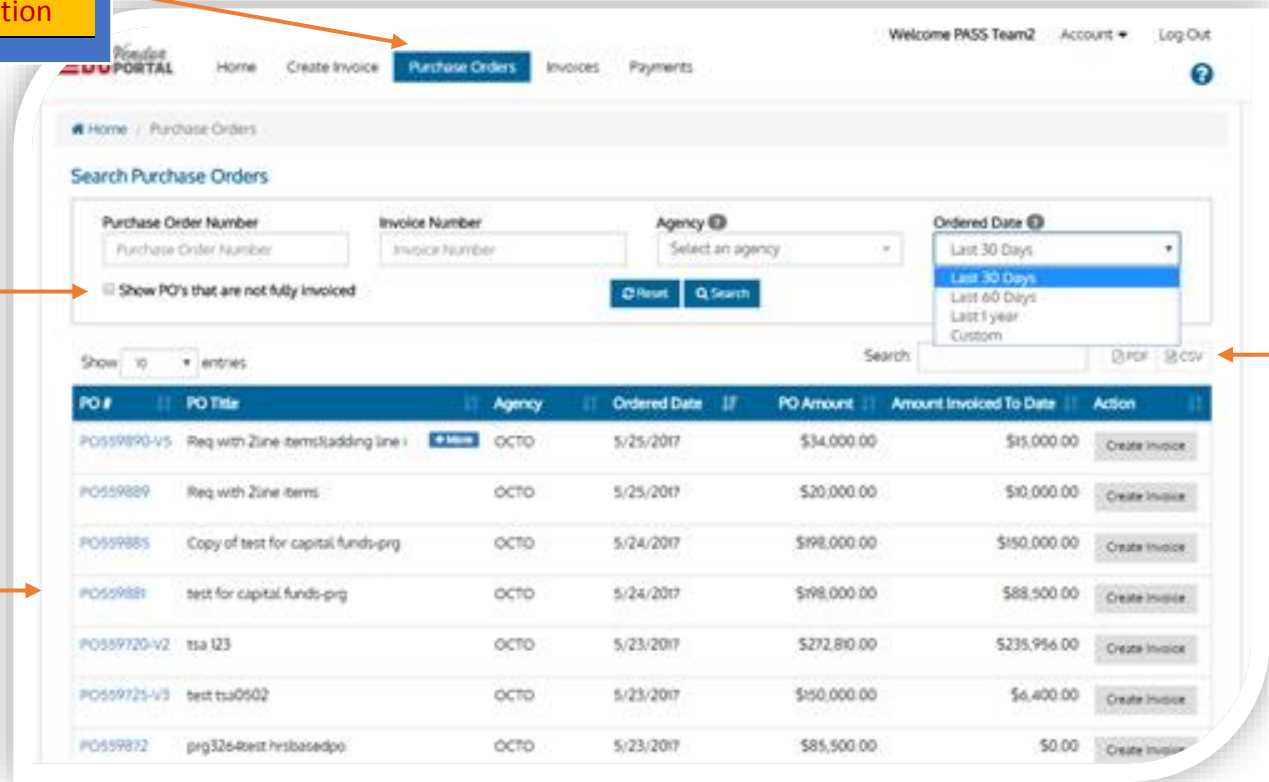 tion
Welcome PASS Team2 Account Log Out
Vendor
PORTAL Home Create Invoice Purchase Orders Invoices Payments
Home / Purchase Orders
Search Purchase Orders
Purchase Order Number Invoice Number Agency Ordered Date
Purchase Order Number Invoice Number Select an agency Last 30 Days
Show PO's that are not fully invoiced Reset Search
Last 30 Days
Last 60 Days
Last 1 year
Custom
Show 10 entries Search: PDF CSV
PO # PO Title Agency Ordered Date PO Amount Amount Invoiced To Date Action
PO559890-V5 Req with 2line items(adding line i +More OCTO 5/25/2017 $34,000.00 $15,000.00 Create Invoice
PO559889 Req with 2line items OCTO 5/25/2017 $20,000.00 $10,000.00 Create Invoice
PO559885 Copy of test for capital funds-prg OCTO 5/24/2017 $198,000.00 $150,000.00 Create Invoice
PO559881 test for capital funds-prg OCTO 5/24/2017 $198,000.00 $88,500.00 Create Invoice
PO559720-V2 tsa 123 OCTO 5/23/2017 $272,810.00 $235,956.00 Create Invoice
PO559725-V3 test tsa0502 OCTO 5/23/2017 $150,000.00 $6,400.00 Create Invoice
PO559872 prg3264test hrsbasedpo OCTO 5/23/2017 $85,500.00 $0.00 Create Invoice